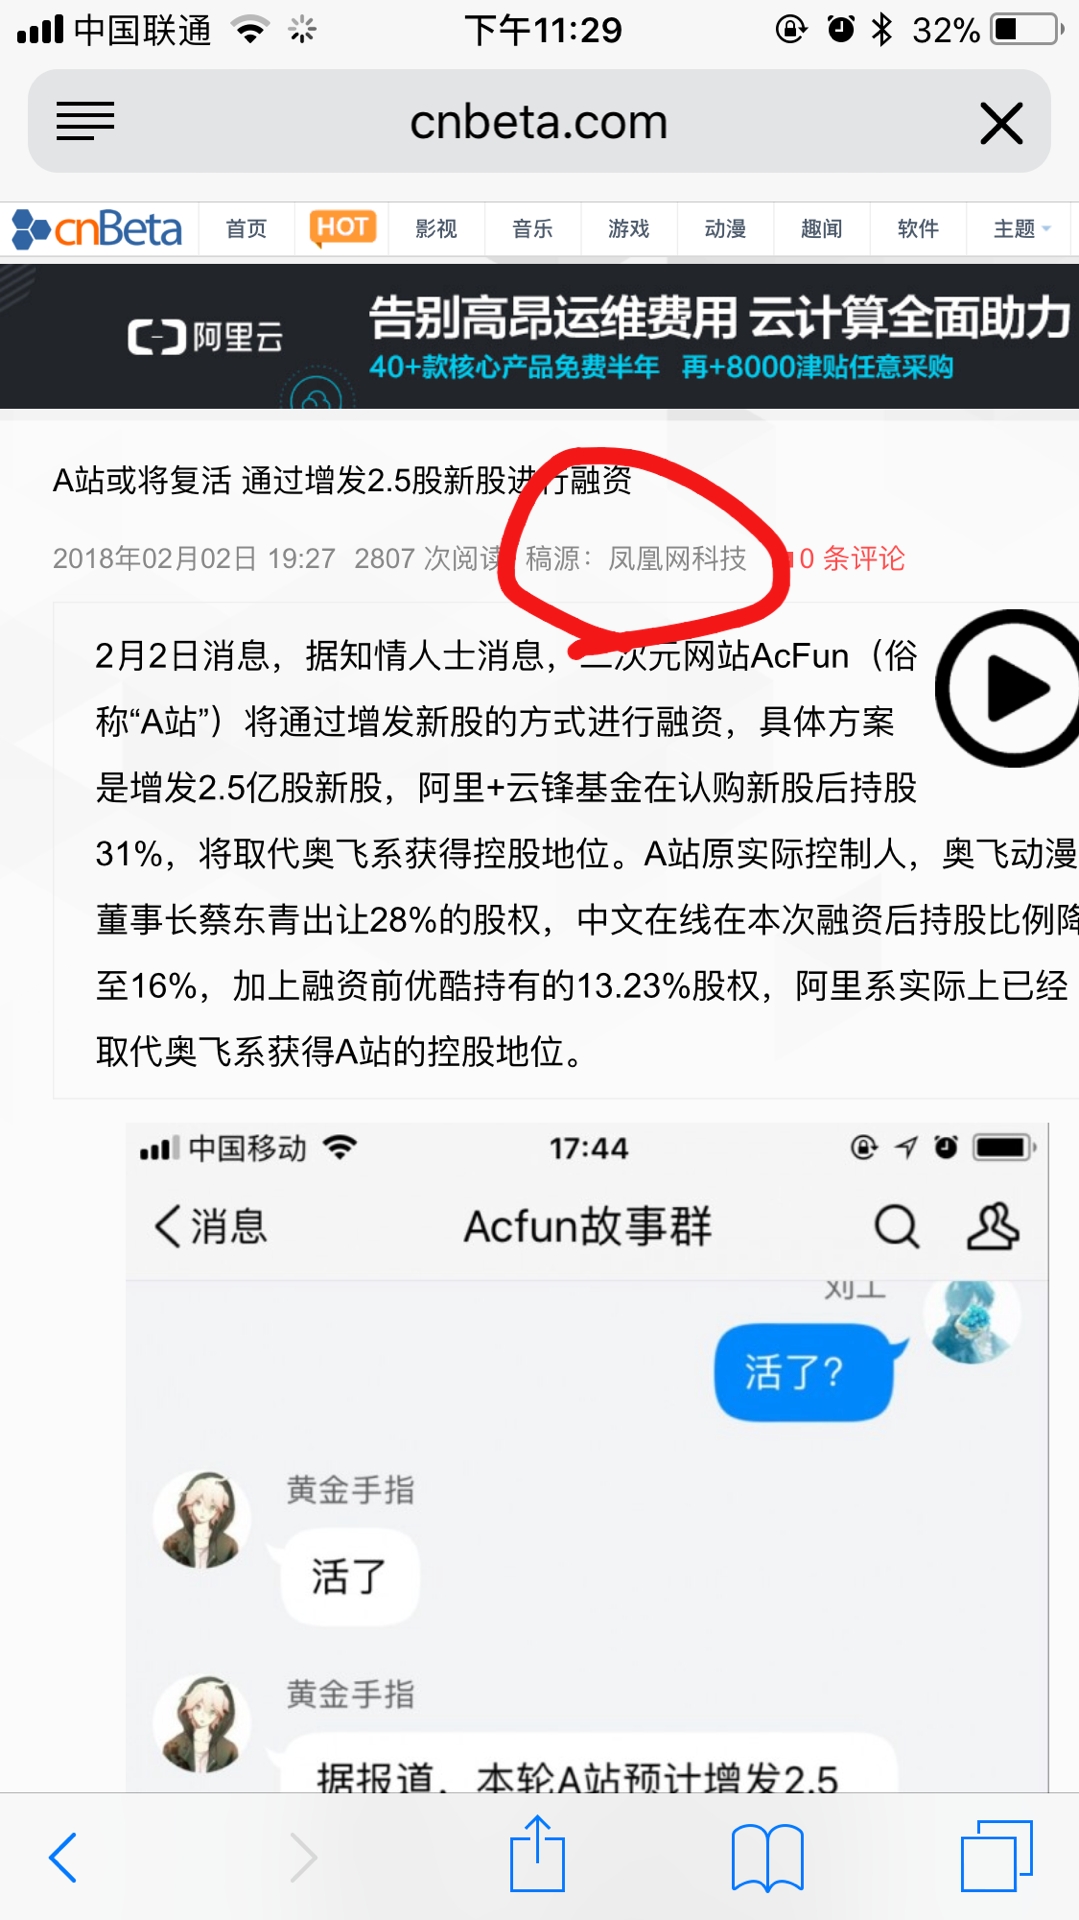 中国联通 下午11:29 32%
cnbeta.com
cnBeta 首页 HOT 影视 音乐 游戏 动漫 趣闻 软件 主题
阿里云 告别高昂运维费用 云计算全面助力
40+款核心产品免费半年 再+8000津贴任意采购
A站或将复活 通过增发2.5股新股进行融资
2018年02月02日 19:27 2807 次阅读 稿源：凤凰网科技 0 条评论
2月2日消息，据知情人士消息，二次元网站AcFun（俗
称“A站”）将通过增发新股的方式进行融资，具体方案
是增发2.5亿股新股，阿里+云锋基金在认购新股后持股
31%，将取代奥飞系获得控股地位。A站原实际控制人，奥飞动漫
董事长蔡东青出让28%的股权，中文在线在本次融资后持股比例降
至16%，加上融资前优酷持有的13.23%股权，阿里系实际上已经
取代奥飞系获得A站的控股地位。
中国移动 17:44
消息 Acfun故事群
活了?
黄金手指
活了
黄金手指
据报道，本轮A站预计增发2.5